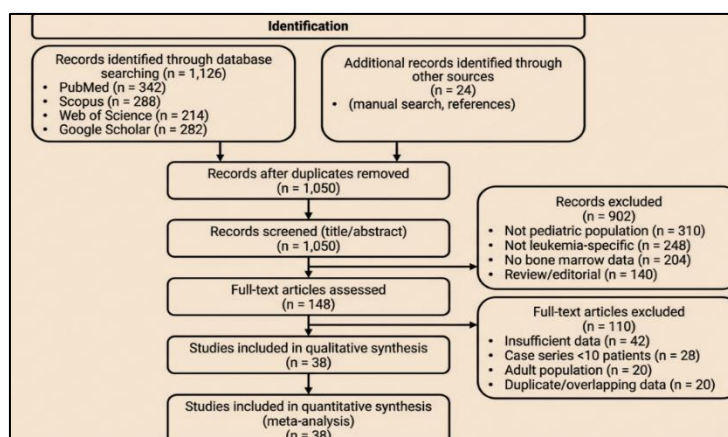 Identification
Records identified through database
searching (n = 1,126)
• PubMed (n = 342)
• Scopus (n = 288)
• Web of Science (n = 214)
• Google Scholar (n = 282)
Additional records identified through
other sources
(n = 24)
• (manual search, references)
Records after duplicates removed
(n = 1,050)
Records screened (title/abstract)
(n = 1,050)
Records excluded
(n = 902)
• Not pediatric population (n = 310)
• Not leukemia-specific (n = 248)
• No bone marrow data (n = 204)
• Review/editorial (n = 140)
Full-text articles assessed
(n = 148)
Full-text articles excluded
(n = 110)
• Insufficient data (n = 42)
• Case series <10 patients (n = 28)
• Adult population (n = 20)
• Duplicate/overlapping data (n = 20)
Studies included in qualitative synthesis
(n = 38)
Studies included in quantitative synthesis
(meta-analysis)
(n = 38)